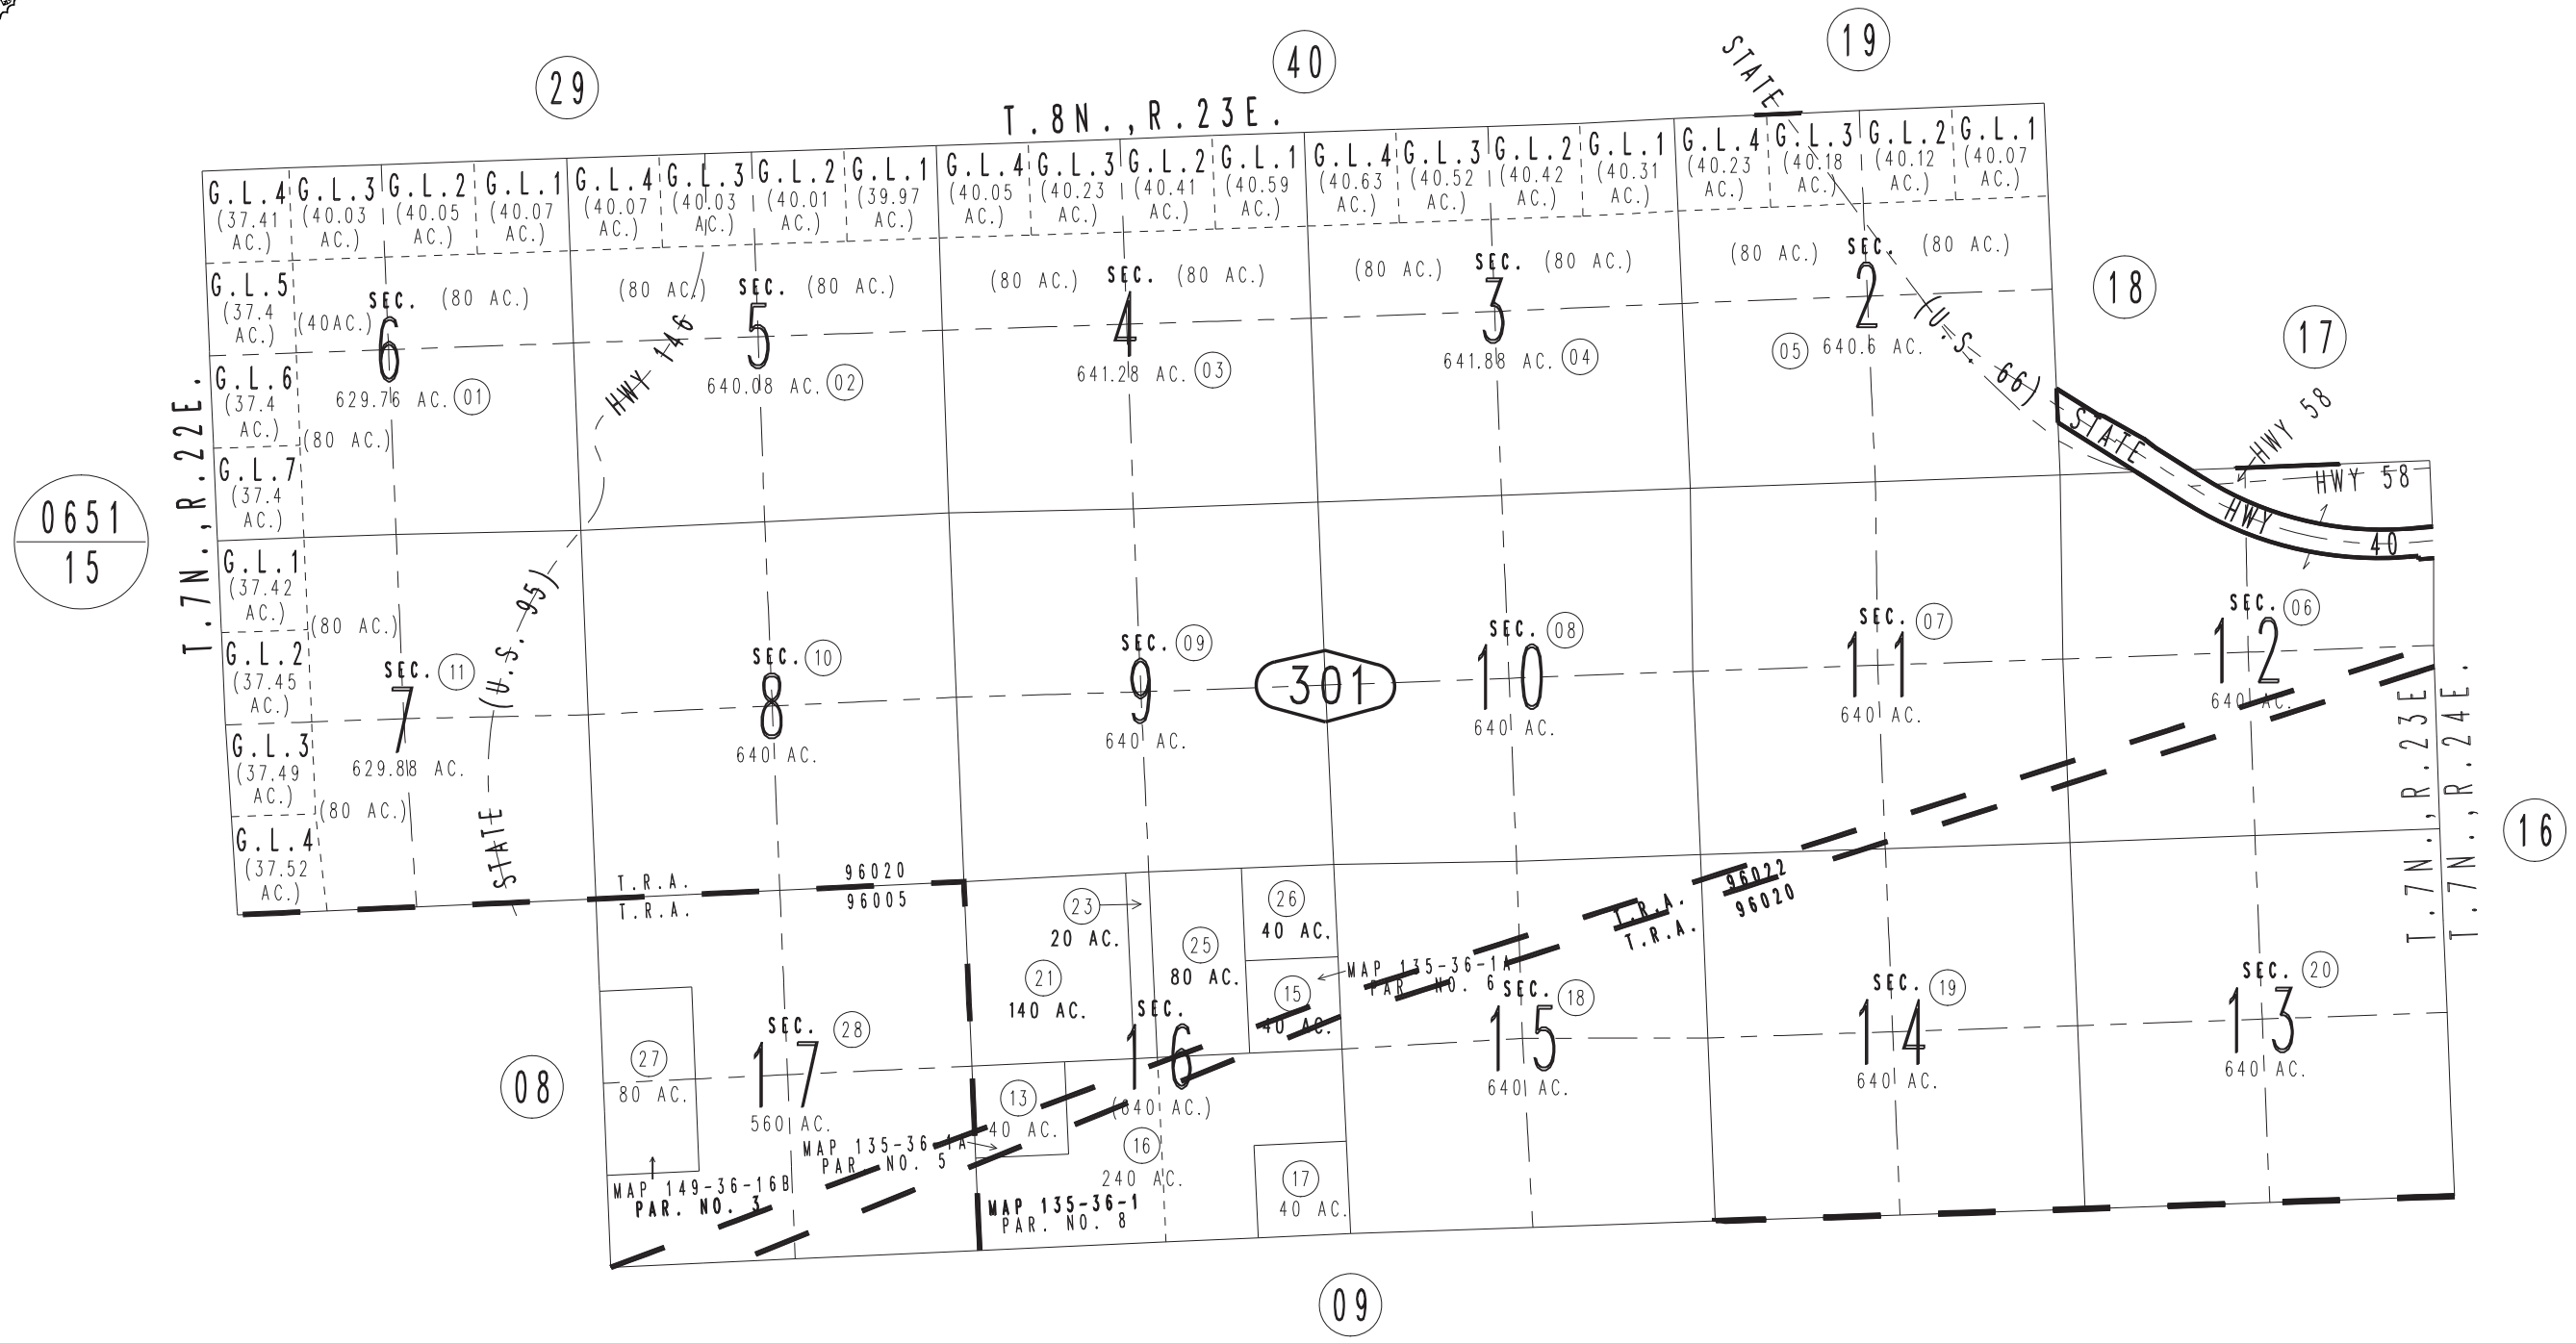 29
40
19
STATE
T.8N.,R.23E.
G.L.4
(37.41
AC.)
G.L.3
(40.03
AC.)
G.L.2
(40.05
AC.)
G.L.1
(40.07
AC.)
G.L.4
(40.07
AC.)
G.L.3
(40.03
AC.)
G.L.2
(40.01
AC.)
G.L.1
(39.97
AC.)
G.L.4
(40.05
AC.)
G.L.3
(40.23
AC.)
G.L.2
(40.41
AC.)
G.L.1
(40.59
AC.)
G.L.4
(40.63
AC.)
G.L.3
(40.52
AC.)
G.L.2
(40.42
AC.)
G.L.1
(40.31
AC.)
G.L.4
(40.23
AC.)
G.L.3
(40.18
AC.)
G.L.2
(40.12
AC.)
G.L.1
(40.07
AC.)
G.L.5
(37.4
AC.)
G.L.6
(37.4
AC.)
G.L.7
(37.4
AC.)
(40AC.)
SEC.
6
(80 AC.)
629.76 AC. 01
(80 AC.)
(80 AC.)
SEC.
5
(80 AC.)
640.08 AC. 02
HWY 146
(80 AC.)
SEC.
4
(80 AC.)
641.28 AC. 03
(80 AC.)
SEC.
3
(80 AC.)
641.88 AC. 04
(80 AC.)
SEC.
2
(80 AC.)
05 640.6 AC.
(U.S. 66)
18
17
HWY 58
STATE
HWY 58
HWY
40
T.7N.,R.22E.
0651
15
G.L.1
(37.42
AC.)
G.L.2
(37.45
AC.)
G.L.3
(37.49
AC.)
G.L.4
(37.52
AC.)
(80 AC.)
SEC. 11
7
629.88 AC.
(80 AC.)
(U.S. 95)
STATE
SEC. 10
8
640 AC.
SEC. 09
9
640 AC.
301
SEC. 08
10
640 AC.
SEC. 07
11
640 AC.
SEC. 06
12
640 AC.
T.7N.,R.23E.
T.7N.,R.24E.
16
T.R.A. 96020
T.R.A. 96005
T.R.A. 96022
T.R.A. 96020
23
20 AC.
21
140 AC.
25
80 AC.
26
40 AC.
15
40 AC.
MAP 135-36-1A
PAR. NO. 6
SEC.
16
(640 AC.)
13
40 AC.
16
240 AC.
17
40 AC.
SEC. 18
15
640 AC.
SEC. 19
14
640 AC.
SEC. 20
13
640 AC.
08
27
80 AC.
SEC. 28
17
560 AC.
MAP 135-36-1A
PAR. NO. 5
MAP 149-36-16B
PAR. NO. 3
MAP 135-36-1
PAR. NO. 8
09